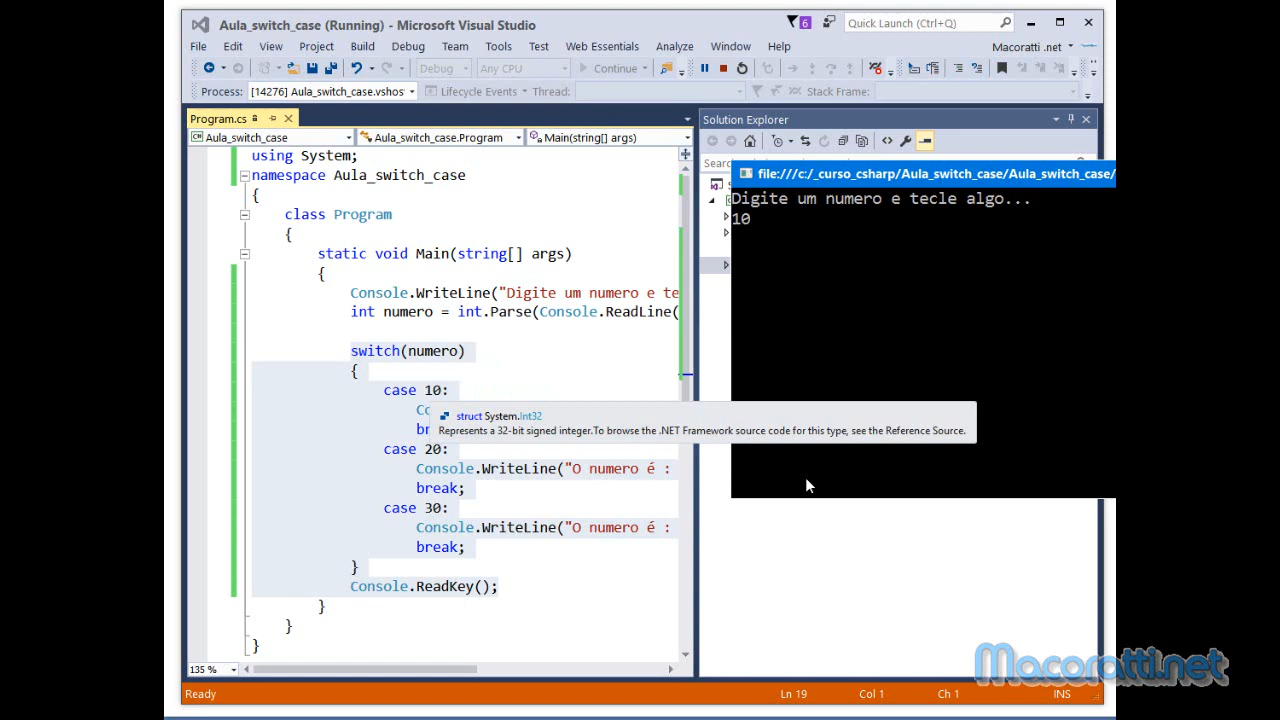 Aula_switch_case (Running) - Microsoft Visual Studio
6
Quick Launch (Ctrl+Q)
File Edit View Project Build Debug Team Tools Test Web Essentials Analyze Window Help
Macoratti .net
Debug Any CPU Continue
Process: [14276] Aula_switch_case.vshos Lifecycle Events Thread: Stack Frame:
Program.cs
Aula_switch_case Aula_switch_case.Program Main(string[] args)
using System;
namespace Aula_switch_case
{
class Program
{
static void Main(string[] args)
{
Console.WriteLine("Digite um numero e te
int numero = int.Parse(Console.ReadLine(
switch(numero)
{
case 10:
Co
br
case 20:
Console.WriteLine("O numero é :
break;
case 30:
Console.WriteLine("O numero é :
break;
}
Console.ReadKey();
}
}
}
135 %
struct System.Int32
Represents a 32-bit signed integer.To browse the .NET Framework source code for this type, see the Reference Source.
Solution Explorer
Searc
file:///c:/_curso_csharp/Aula_switch_case/Aula_switch_case/
Digite um numero e tecle algo...
10
Ready Ln 19 Col 1 Ch 1 INS
Macoratti.net